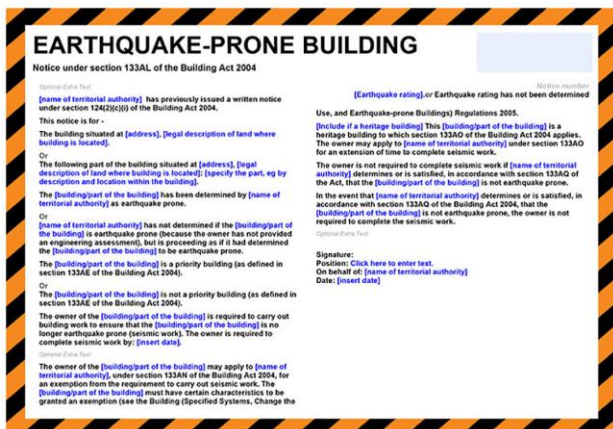 EARTHQUAKE-PRONE BUILDING
Notice under section 133AL of the Building Act 2004
Optional Extra Text
[name of territorial authority] has previously issued a written notice
under section 124(2)(c)(i) of the Building Act 2004.
This notice is for -
The building situated at [address], [legal description of land where
building is located].
Or
The following part of the building situated at [address], [legal
description of land where building is located]: [specify the part, eg by
description and location within the building].
The [building/part of the building] has been determined by [name of
territorial authority] as earthquake prone.
Or
[name of territorial authority] has not determined if the [building/part of
the building] is earthquake prone (because the owner has not provided
an engineering assessment), but is proceeding as if it had determined
the [building/part of the building] to be earthquake prone.
The [building/part of the building] is a priority building (as defined in
section 133AE of the Building Act 2004).
Or
The [building/part of the building] is not a priority building (as defined in
section 133AE of the Building Act 2004).
The owner of the [building/part of the building] is required to carry out
building work to ensure that the [building/part of the building] is no
longer earthquake prone (seismic work). The owner is required to
complete seismic work by: [insert date].
Optional Extra Text
The owner of the [building/part of the building] may apply to [name of
territorial authority], under section 133AN of the Building Act 2004, for
an exemption from the requirement to carry out seismic work. The
[building/part of the building] must have certain characteristics to be
granted an exemption (see the Building (Specified Systems, Change the
Notice number
[Earthquake rating].or Earthquake rating has not been determined
Use, and Earthquake-prone Buildings) Regulations 2005.
[Include if a heritage building] This [building/part of the building] is a
heritage building to which section 133AO of the Building Act 2004 applies.
The owner may apply to [name of territorial authority] under section 133AO
for an extension of time to complete seismic work.
The owner is not required to complete seismic work if [name of territorial
authority] determines or is satisfied, in accordance with section 133AQ of
the Act, that the [building/part of the building] is not earthquake prone.
In the event that [name of territorial authority] determines or is satisfied, in
accordance with section 133AQ of the Building Act 2004, that the
[building/part of the building] is not earthquake prone, the owner is not
required to complete the seismic work.
Optional Extra Text
Signature:
Position: Click here to enter text.
On behalf of: [name of territorial authority]
Date: [insert date]